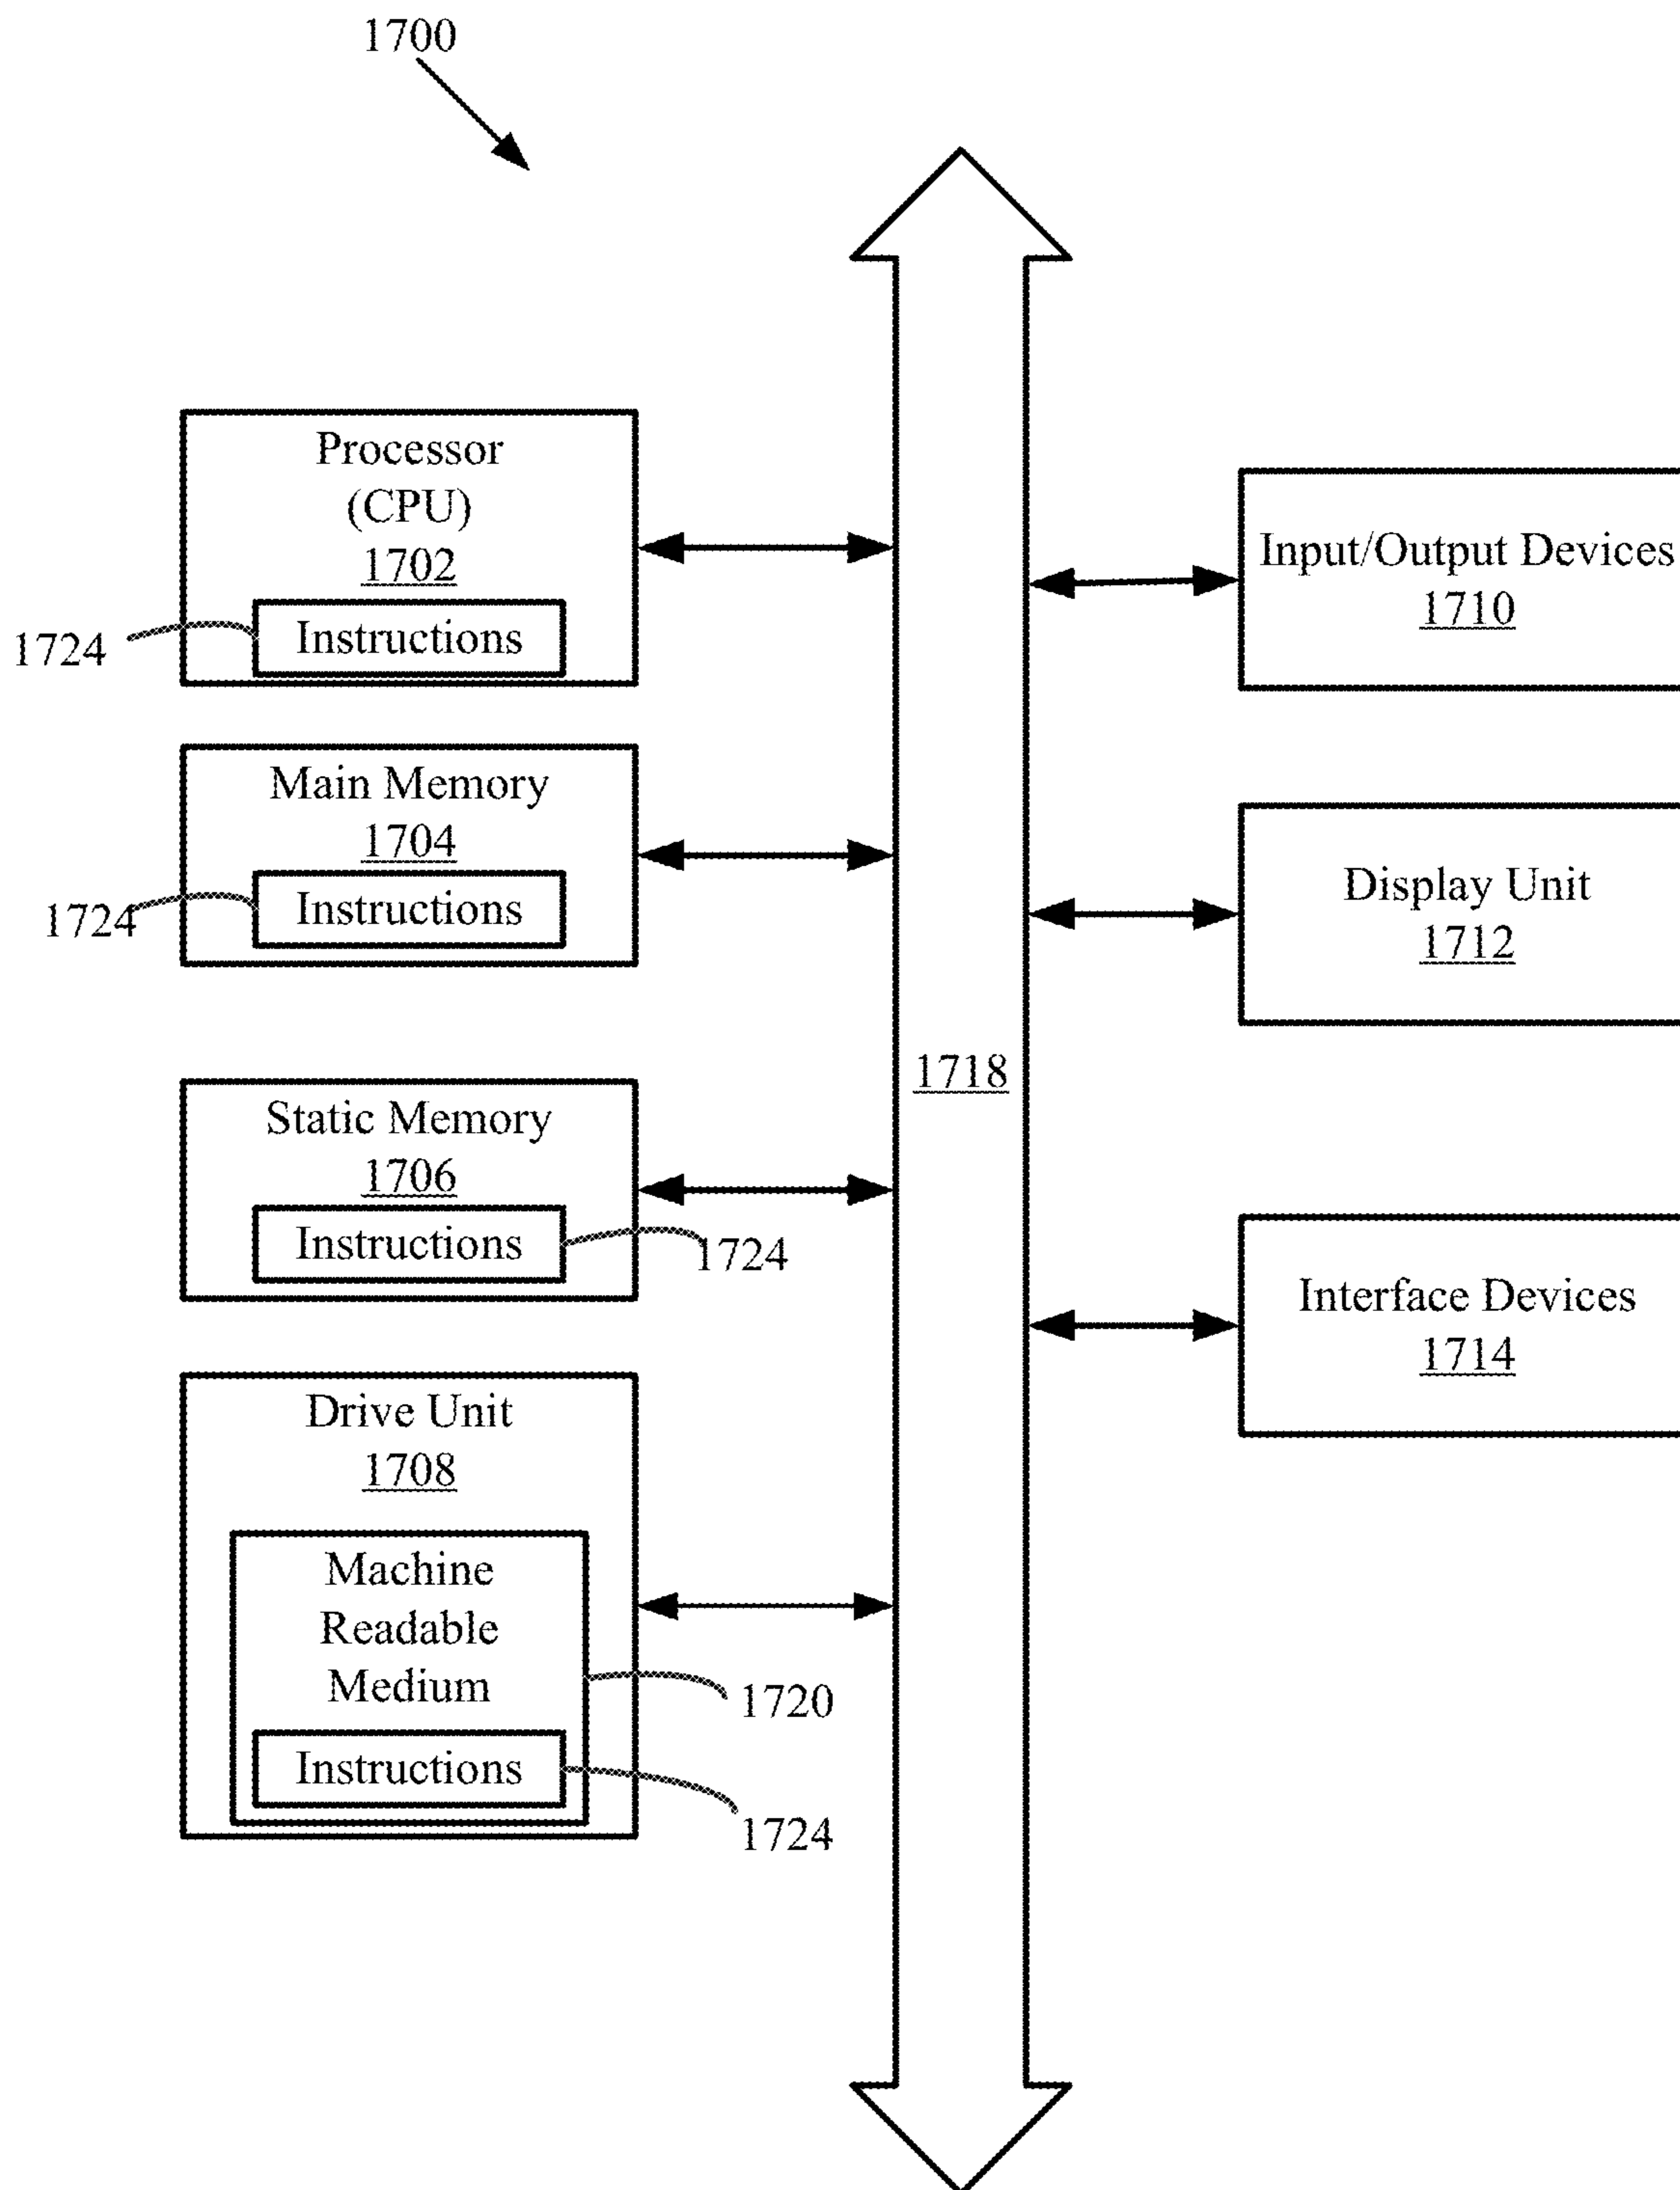 1700
Processor
(CPU)
1702
Instructions
1724
Main Memory
1704
Instructions
1724
Static Memory
1706
Instructions
1724
Drive Unit
1708
Machine
Readable
Medium
1720
Instructions
1724
1718
Input/Output Devices
1710
Display Unit
1712
Interface Devices
1714